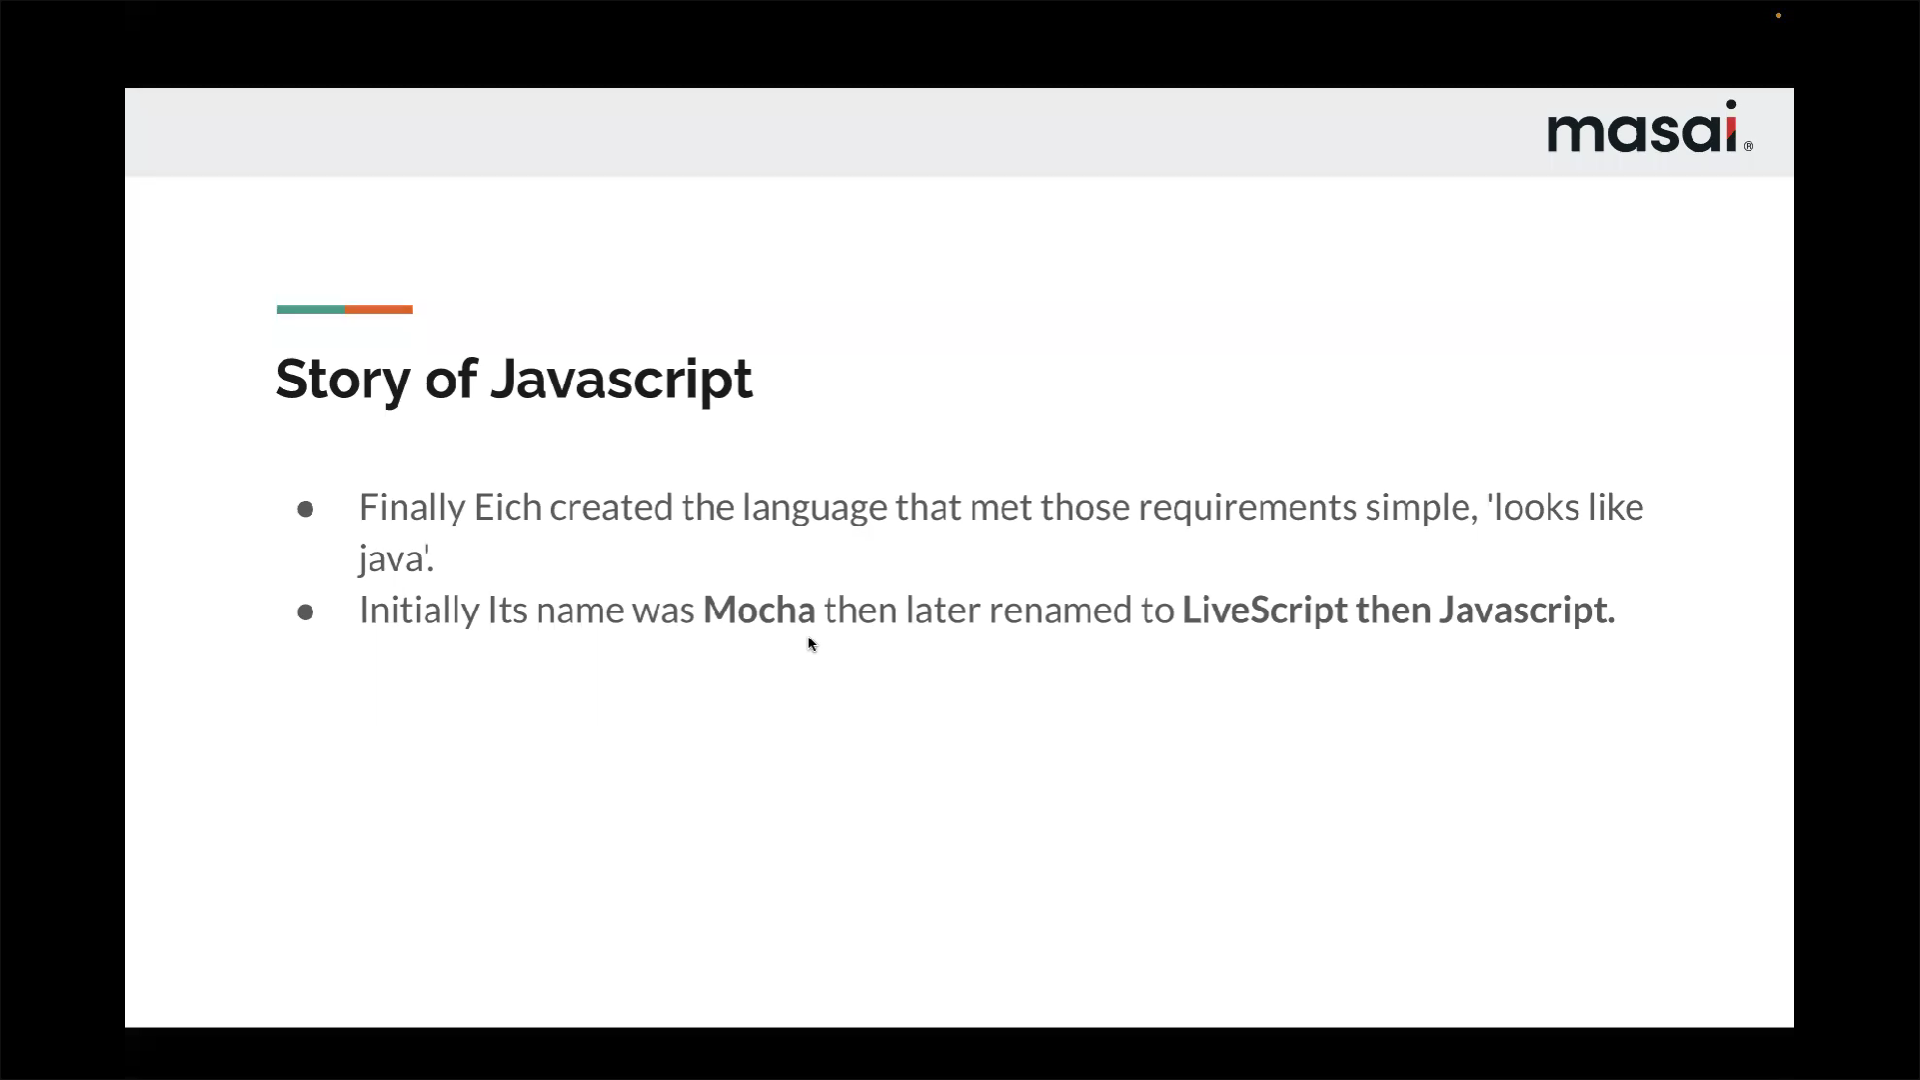 masai®
Story of Javascript
● Finally Eich created the language that met those requirements simple, 'looks like
java'.
● Initially Its name was Mocha then later renamed to LiveScript then Javascript.